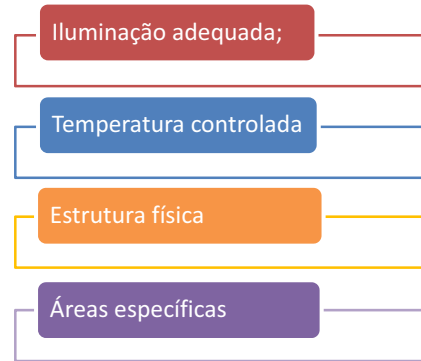 Iluminação adequada;
Temperatura controlada
Estrutura física
Áreas específicas